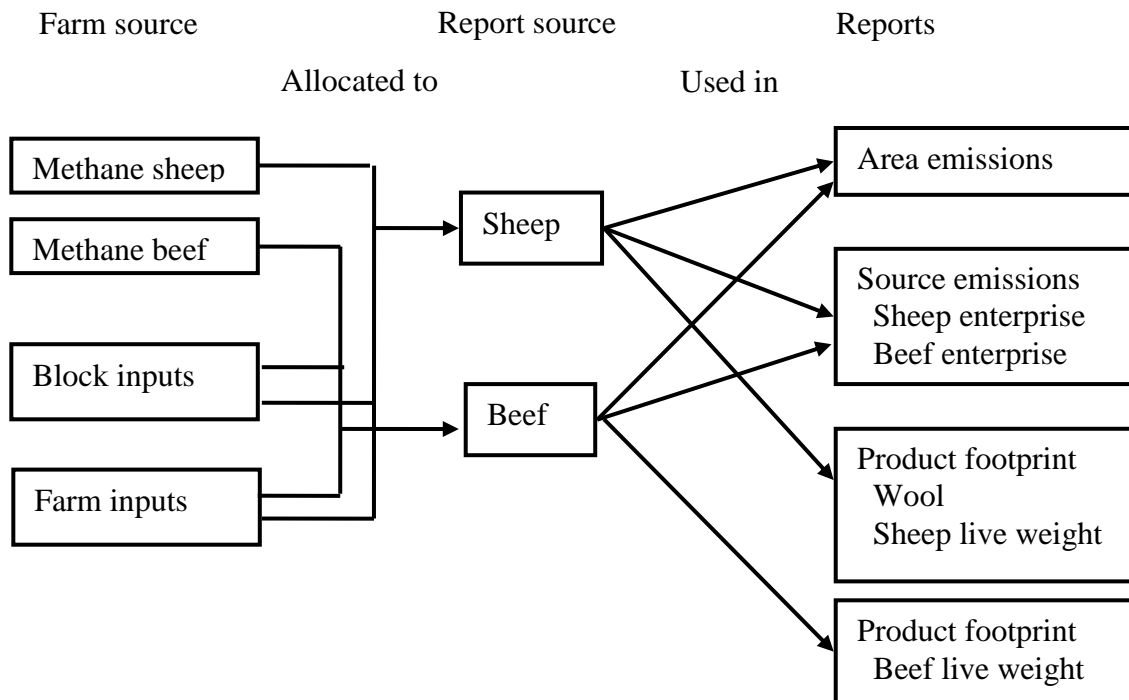 Farm source
Report source
Reports
Allocated to
Used in
Methane sheep
Methane beef
Block inputs
Farm inputs
Sheep
Beef
Area emissions
Source emissions
Sheep enterprise
Beef enterprise
Product footprint
Wool
Sheep live weight
Product footprint
Beef live weight